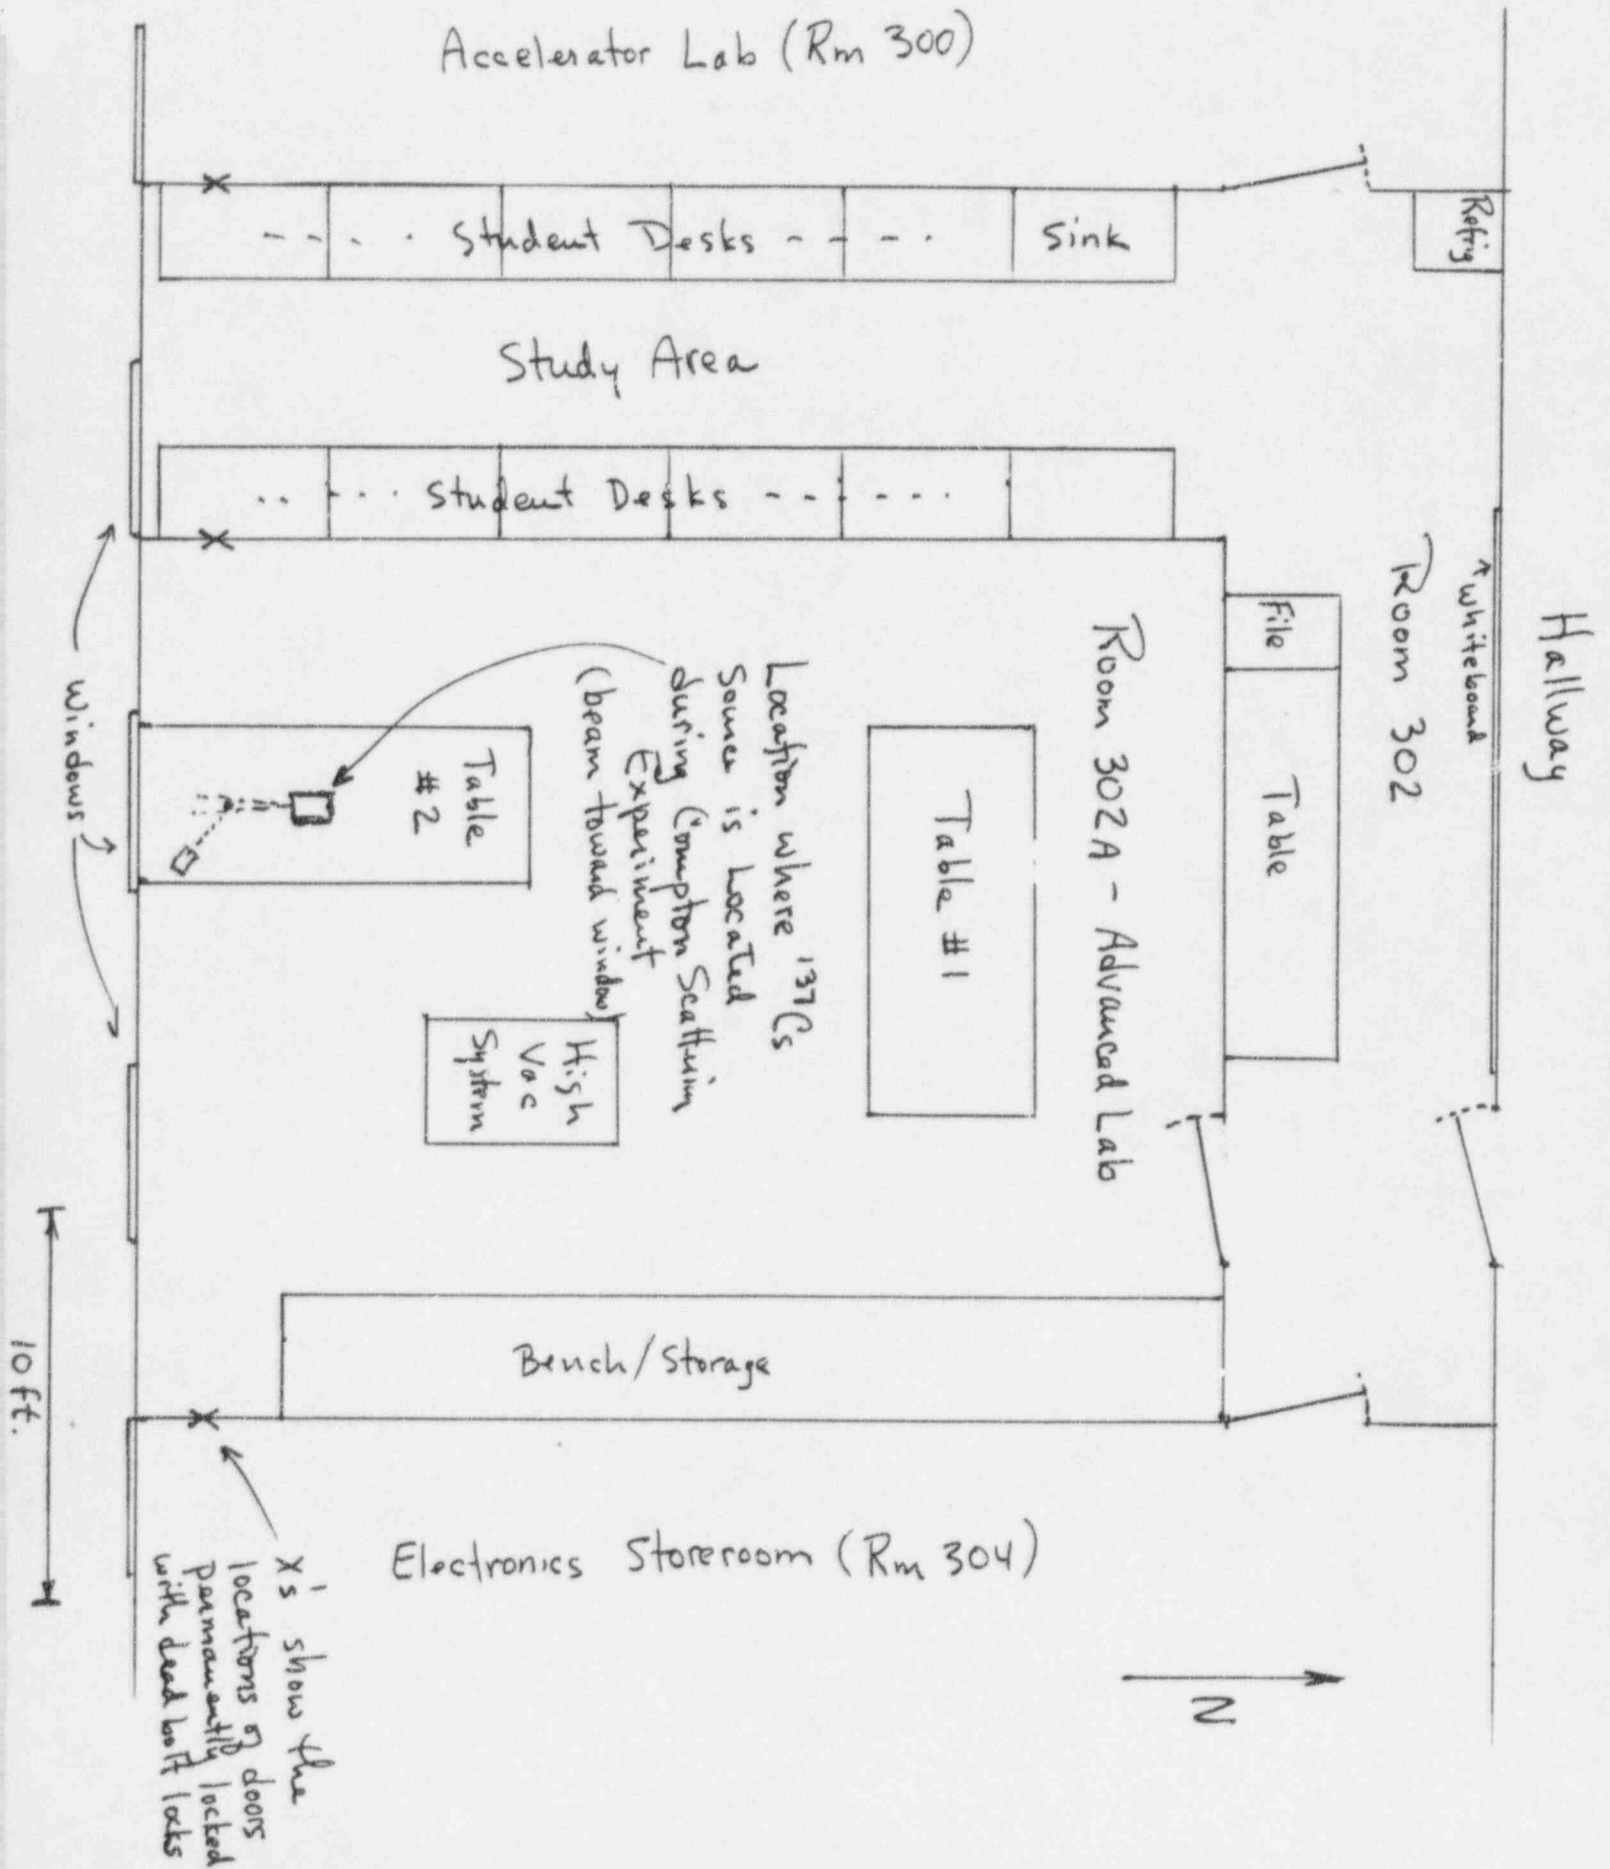 Accelerator Lab (Rm 300)
Refrig
---. Student Desks ----.
Sink
Study Area
..--... Student Desks ------.
Hallway
whiteboard
Room 302
File
Table
Room 302A - Advanced Lab
Table #1
Location where ¹³⁷Cs
Source is Located
during Compton Scatterin
Experiment
(beam toward window)
Table
#2
High
Vac
System
Windows
Bench/Storage
10 ft.
Electronics Storeroom (Rm 304)
X's show the
locations of doors
permanently locked
with dead bolt locks
N